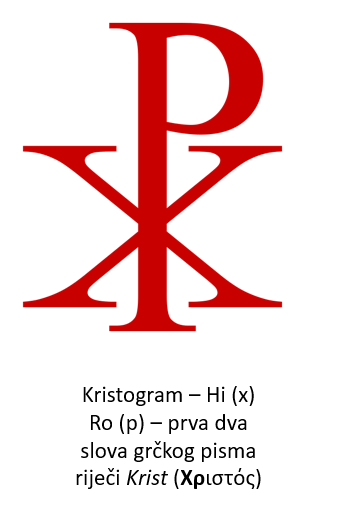 Kristogram – Hi (x)
Ro (p) – prva dva
slova grčkog pisma
riječi Krist (Χριστός)